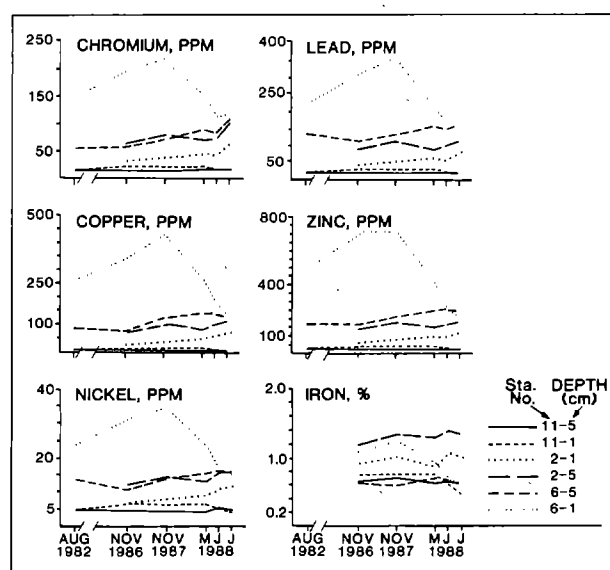 CHROMIUM, PPM
250
150
50
LEAD, PPM
400
250
50
COPPER, PPM
500
250
100
ZINC, PPM
800
400
100
NICKEL, PPM
40
20
5
AUG 1982
NOV 1986
NOV 1987
M J J
1988
IRON, %
2.0
1.0
0.2
AUG 1982
NOV 1986
NOV 1987
M J J
1988
Sta. No.
DEPTH (cm)
11-5
11-1
2-1
2-5
6-5
6-1